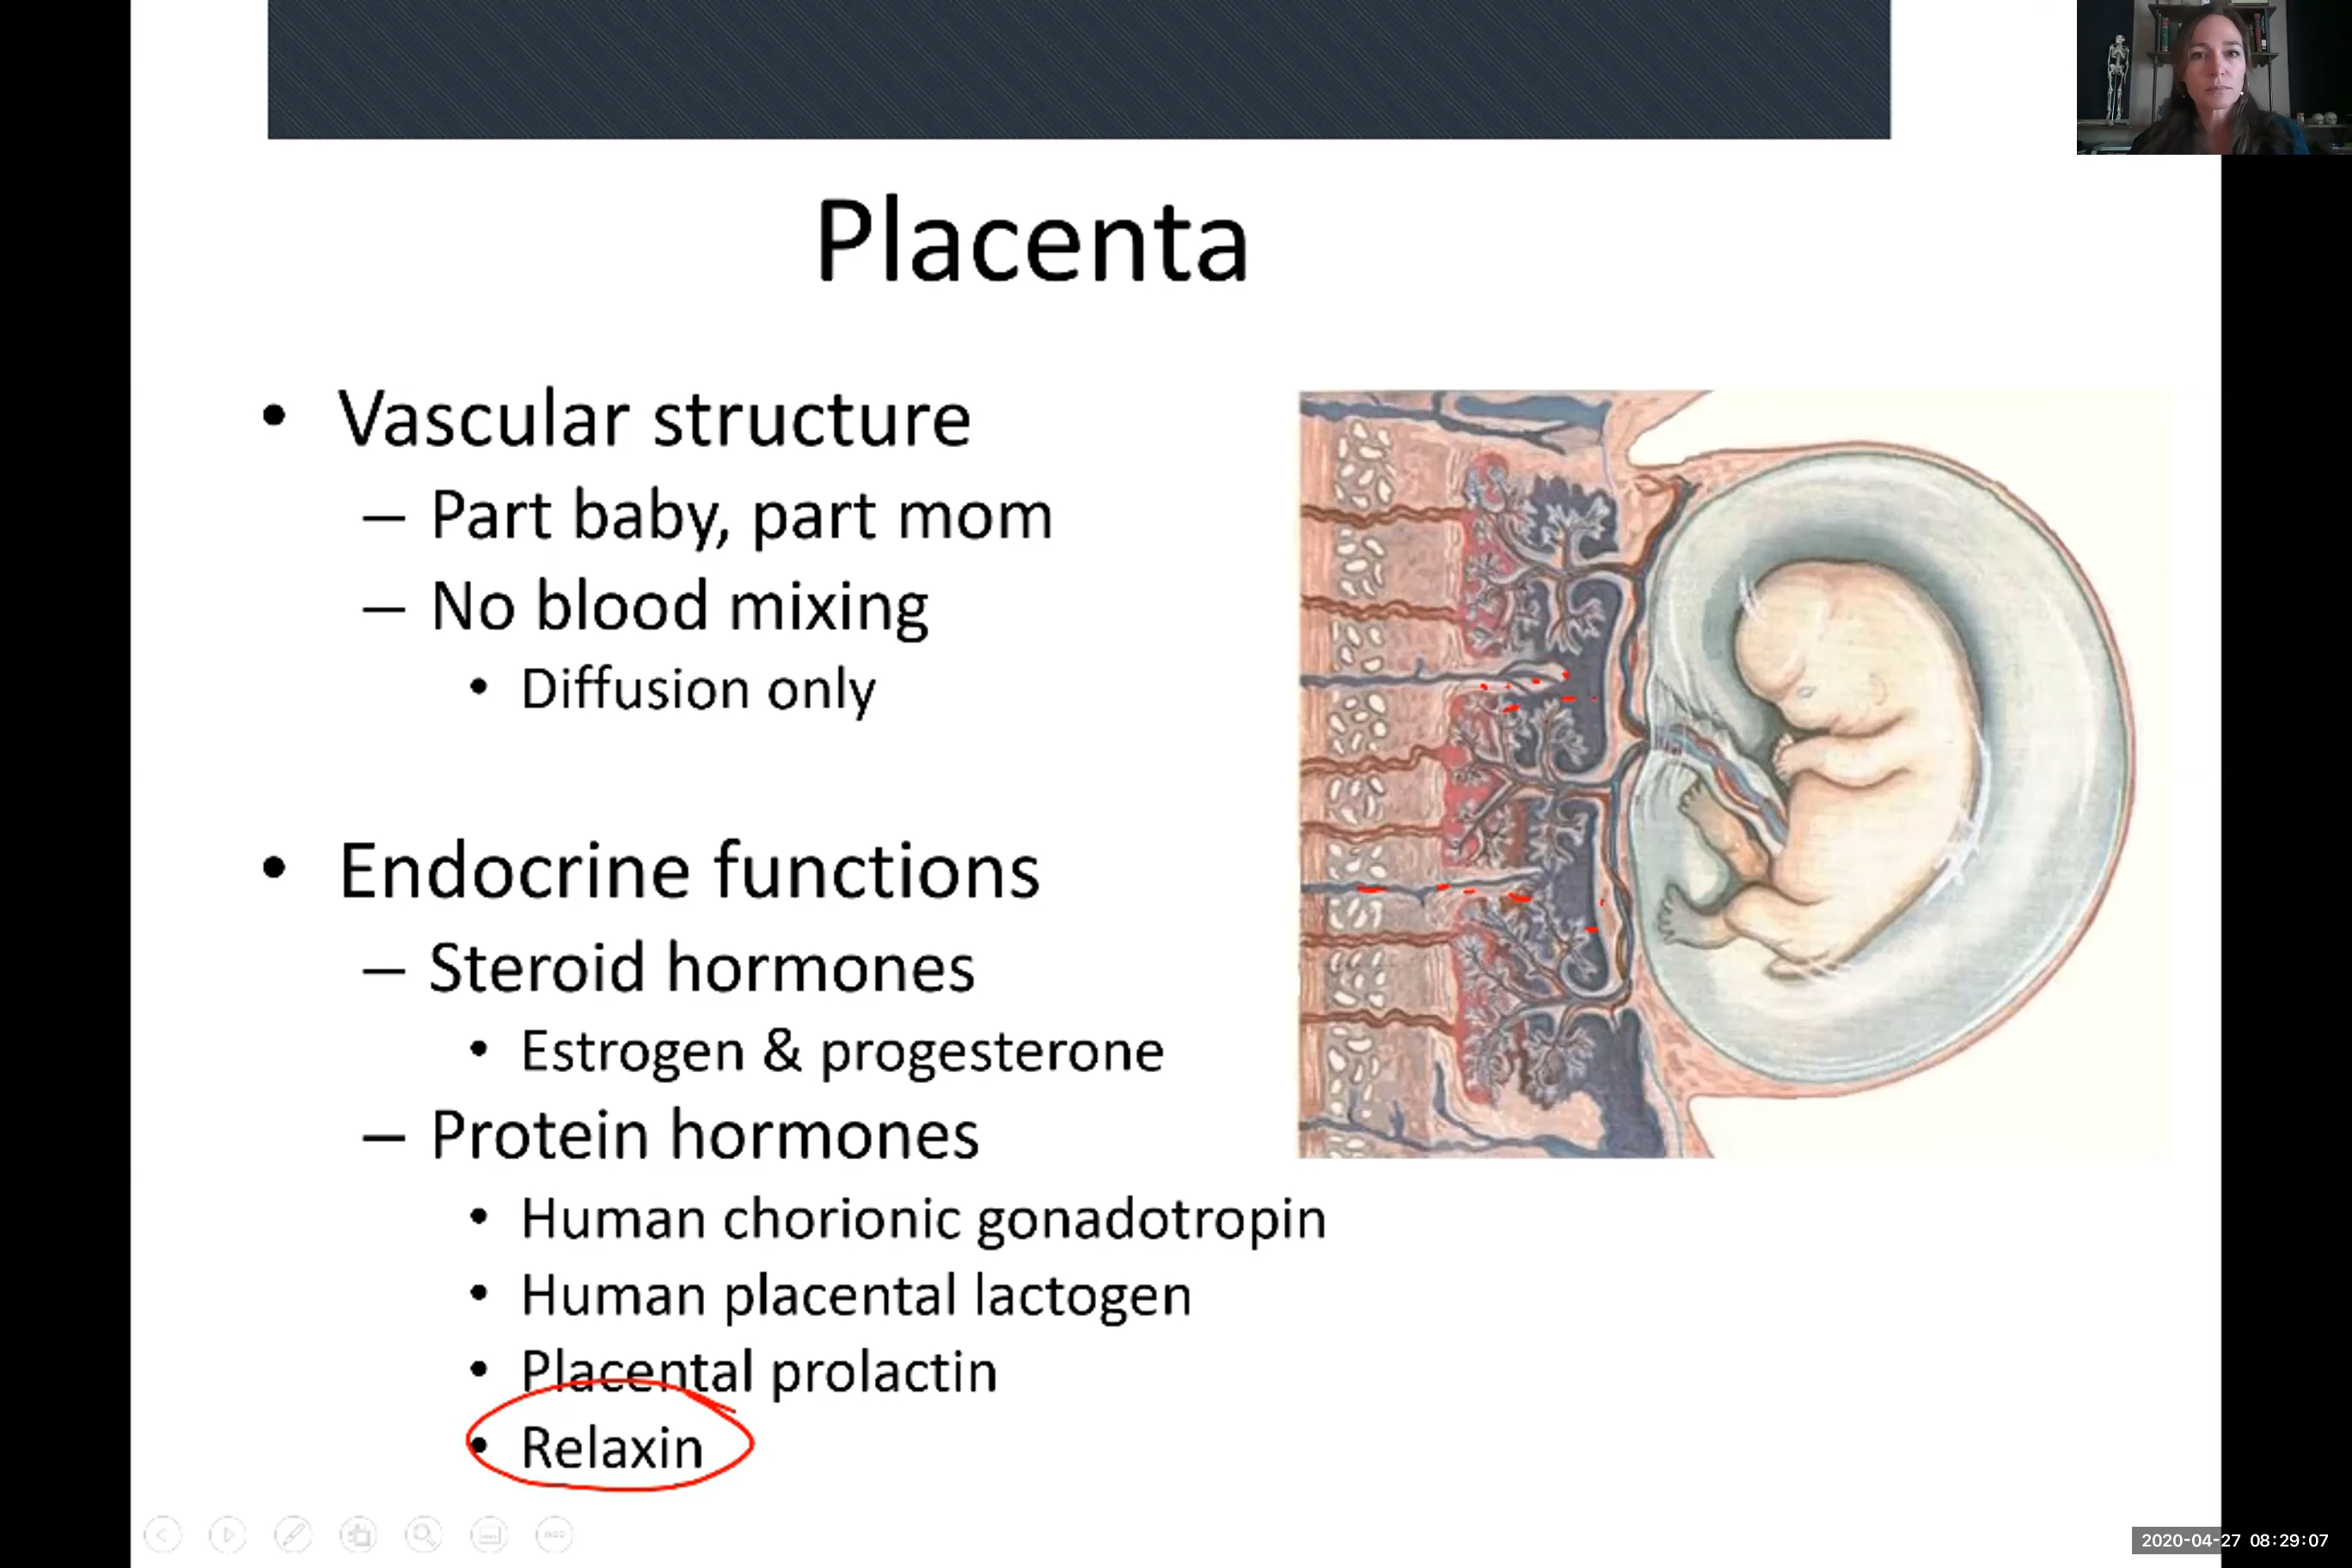 Placenta
• Vascular structure
– Part baby, part mom
– No blood mixing
• Diffusion only
• Endocrine functions
– Steroid hormones
• Estrogen & progesterone
– Protein hormones
• Human chorionic gonadotropin
• Human placental lactogen
• Placental prolactin
• Relaxin
2020-04-27 08:29:07